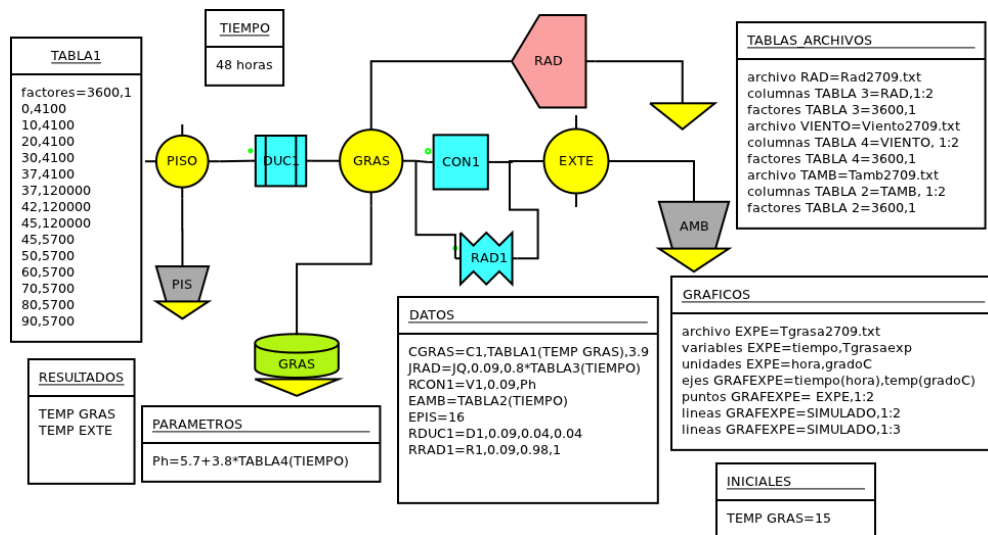 TABLA1
factores=3600,1
0,4100
10,4100
20,4100
30,4100
37,4100
37,120000
42,120000
45,120000
45,5700
50,5700
60,5700
70,5700
80,5700
90,5700
TIEMPO
48 horas
RAD
PISO
DUC1
GRAS
CON1
EXTE
RAD1
PIS
AMB
GRAS
TABLAS_ARCHIVOS
archivo RAD=Rad2709.txt
columnas TABLA 3=RAD,1:2
factores TABLA 3=3600,1
archivo VIENTO=Viento2709.txt
columnas TABLA 4=VIENTO, 1:2
factores TABLA 4=3600,1
archivo TAMB=Tamb2709.txt
columnas TABLA 2=TAMB, 1:2
factores TABLA 2=3600,1
RESULTADOS
TEMP GRAS
TEMP EXTE
PARAMETROS
Ph=5.7+3.8*TABLA4(TIEMPO)
DATOS
CGRAS=C1,TABLA1(TEMP GRAS),3.9
JRAD=JQ,0.09,0.8*TABLA3(TIEMPO)
RCON1=V1,0.09,Ph
EAMB=TABLA2(TIEMPO)
EPIS=16
RDUC1=D1,0.09,0.04,0.04
RRAD1=R1,0.09,0.98,1
GRAFICOS
archivo EXPE=Tgrasa2709.txt
variables EXPE=tiempo,Tgrasaexp
unidades EXPE=hora,gradoC
ejes GRAFEXPE=tiempo(hora),temp(gradoC)
puntos GRAFEXPE= EXPE,1:2
lineas GRAFEXPE=SIMULADO,1:2
lineas GRAFEXPE=SIMULADO,1:3
INICIALES
TEMP GRAS=15